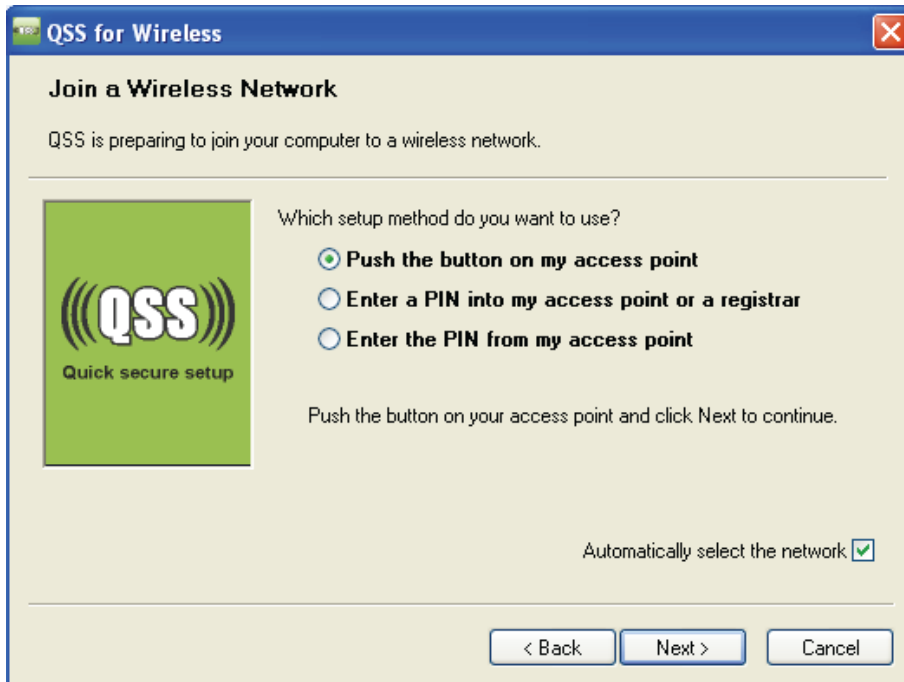 QSS for Wireless
Join a Wireless Network
QSS is preparing to join your computer to a wireless network.
Which setup method do you want to use?
Push the button on my access point
Enter a PIN into my access point or a registrar
Enter the PIN from my access point
(((QSS)))
Quick secure setup
Push the button on your access point and click Next to continue.
Automatically select the network
< Back
Next >
Cancel